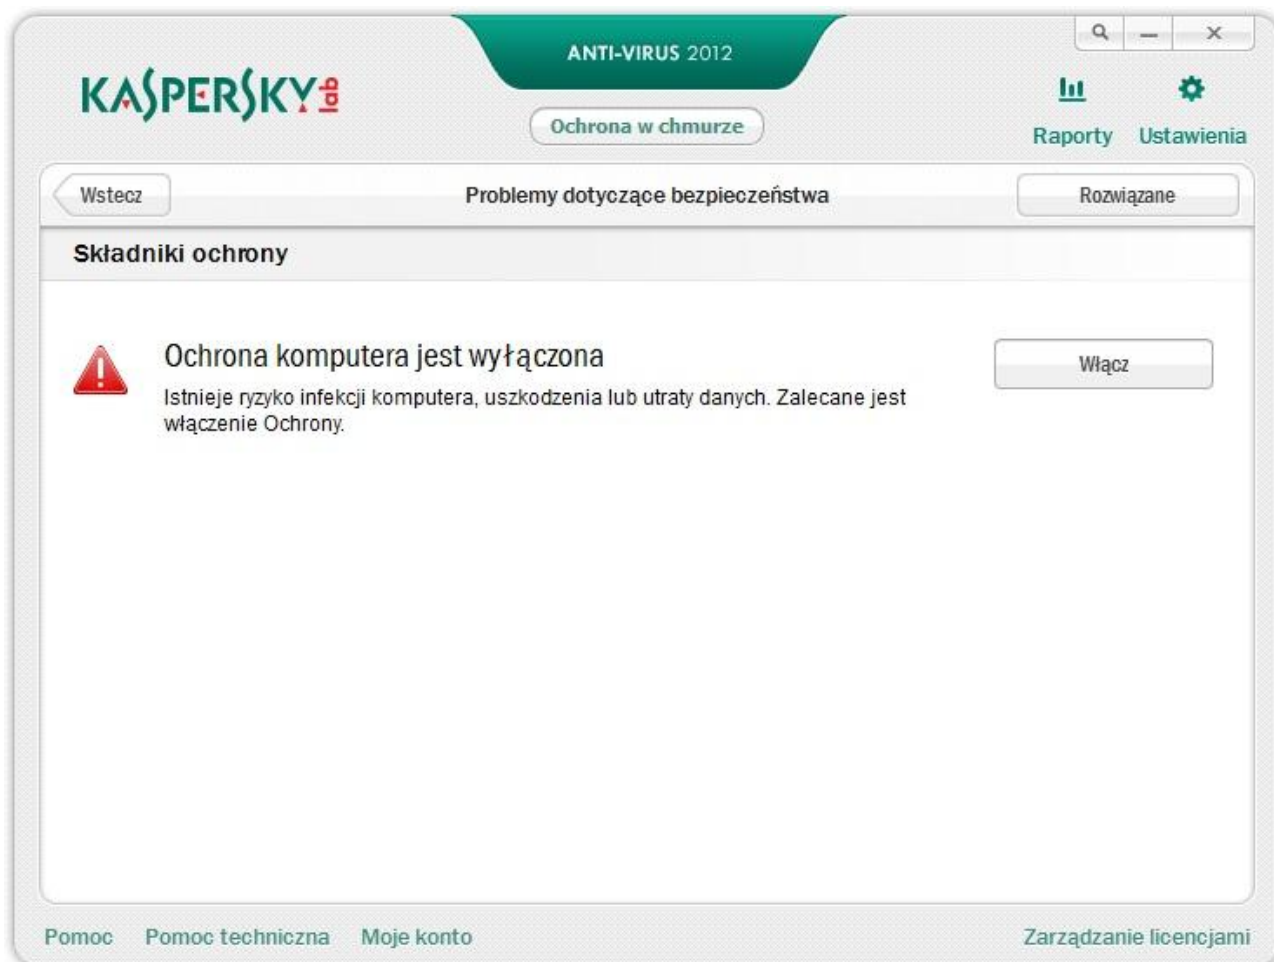 ANTI-VIRUS 2012
KASPERSKY lab
Ochrona w chmurze
Raporty
Ustawienia
Wstecz
Problemy dotyczące bezpieczeństwa
Rozwiązane
Składniki ochrony
Ochrona komputera jest wyłączona
Włącz
Istnieje ryzyko infekcji komputera, uszkodzenia lub utraty danych. Zalecane jest
włączenie Ochrony.
Pomoc
Pomoc techniczna
Moje konto
Zarządzanie licencjami